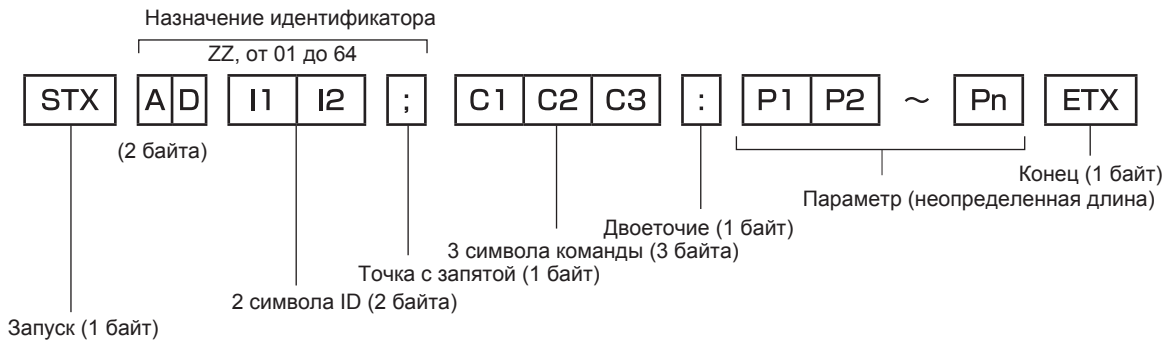 Назначение идентификатора
ZZ, от 01 до 64
STX A D I1 I2 ; C1 C2 C3 : P1 P2 ~ Pn ETX
(2 байта)
Конец (1 байт)
Параметр (неопределенная длина)
Двоеточие (1 байт)
3 символа команды (3 байта)
Точка с запятой (1 байт)
2 символа ID (2 байта)
Запуск (1 байт)